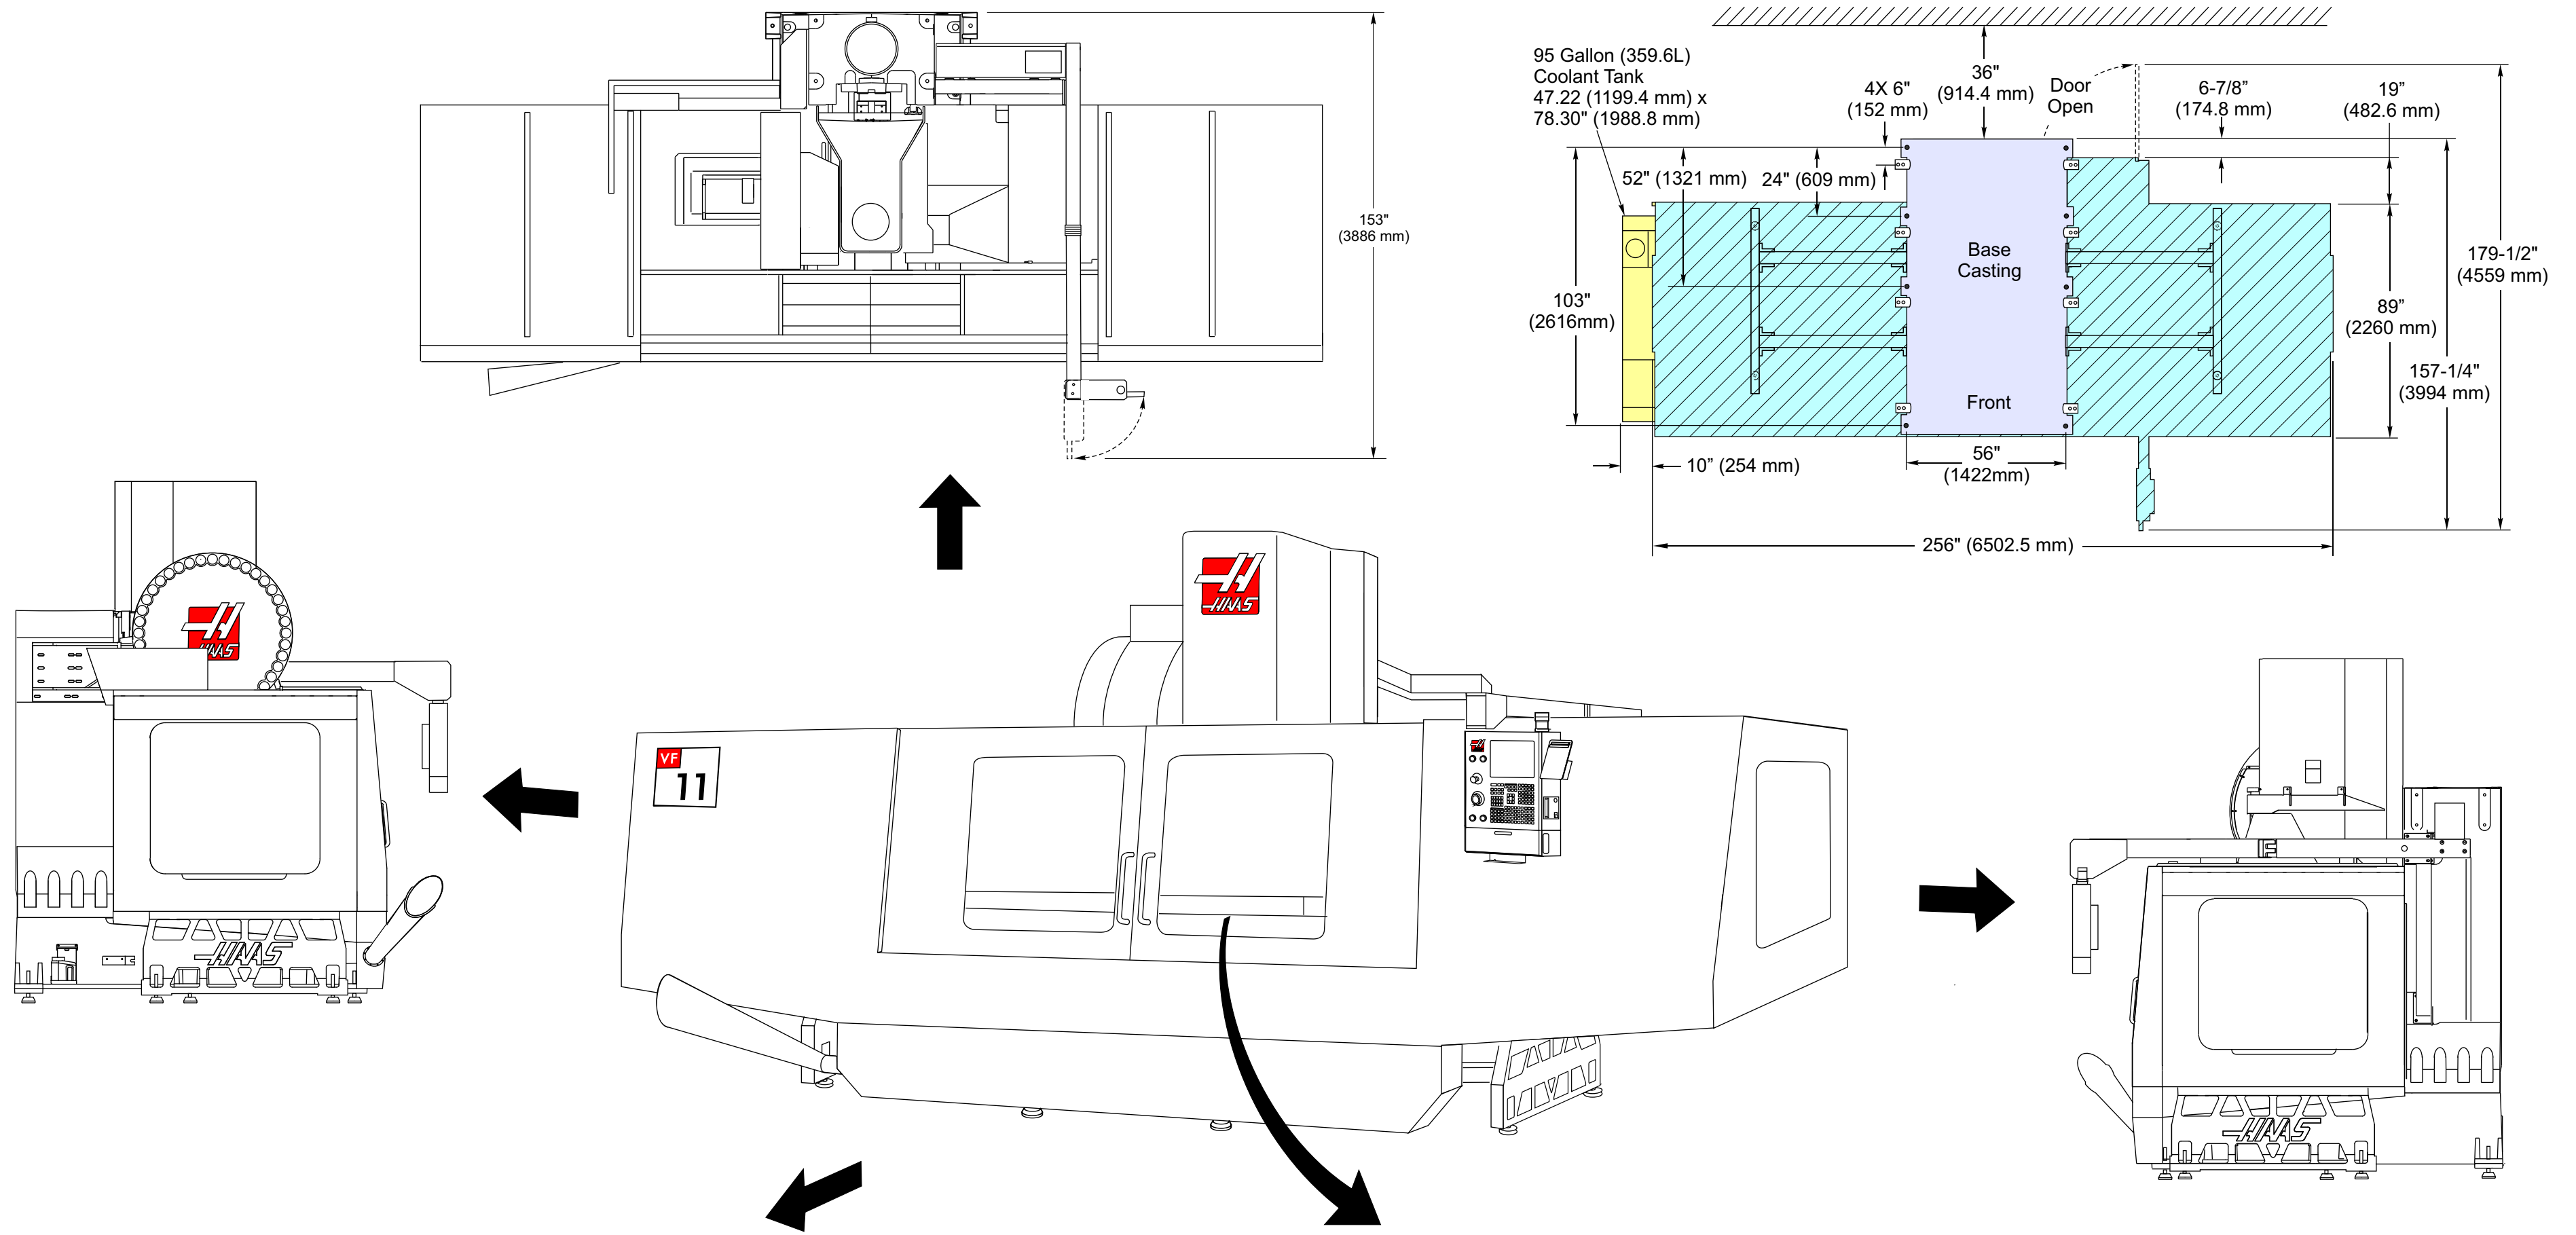 153"
(3886 mm)
95 Gallon (359.6L)
Coolant Tank
47.22 (1199.4 mm) x
78.30" (1988.8 mm)
4X 6"
(152 mm)
36"
(914.4 mm)
Door
Open
6-7/8”
(174.8 mm)
19”
(482.6 mm)
52" (1321 mm)
24" (609 mm)
103"
(2616mm)
Base
Casting
Front
179-1/2"
(4559 mm)
89”
(2260 mm)
157-1/4"
(3994 mm)
10” (254 mm)
56"
(1422mm)
256" (6502.5 mm)
HAAS
HAAS
HAAS
VF
11
HAAS
HAAS